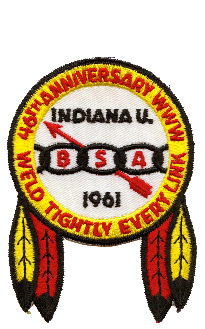 46TH ANNIVERSARY WWW
INDIANA U.
BSA
1961
WELD TIGHTLY EVERY LINK